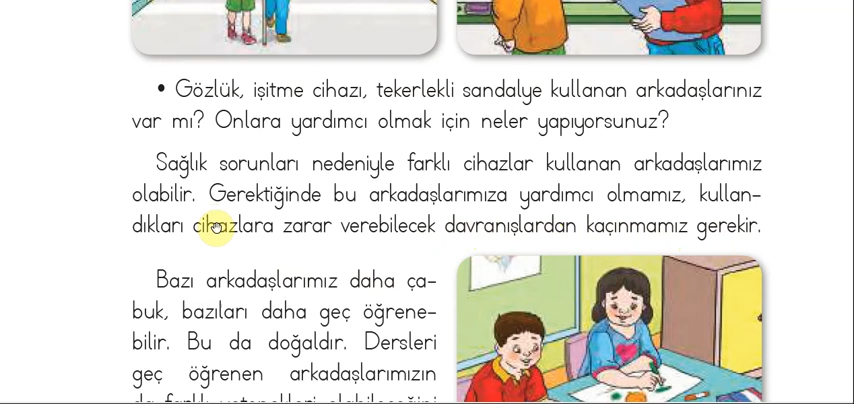 • Gözlük, işitme cihazı, tekerlekli sandalye kullanan arkadaşlarınız
var mı? Onlara yardımcı olmak için neler yapıyorsunuz?
Sağlık sorunları nedeniyle farklı cihazlar kullanan arkadaşlarımız
olabilir. Gerektiğinde bu arkadaşlarımıza yardımcı olmamız, kullan-
dıkları cihazlara zarar verebilecek davranışlardan kaçınmamız gerekir.
Bazı arkadaşlarımız daha ça-
buk, bazıları daha geç öğrene-
bilir. Bu da doğaldır. Dersleri
geç öğrenen arkadaşlarımızın